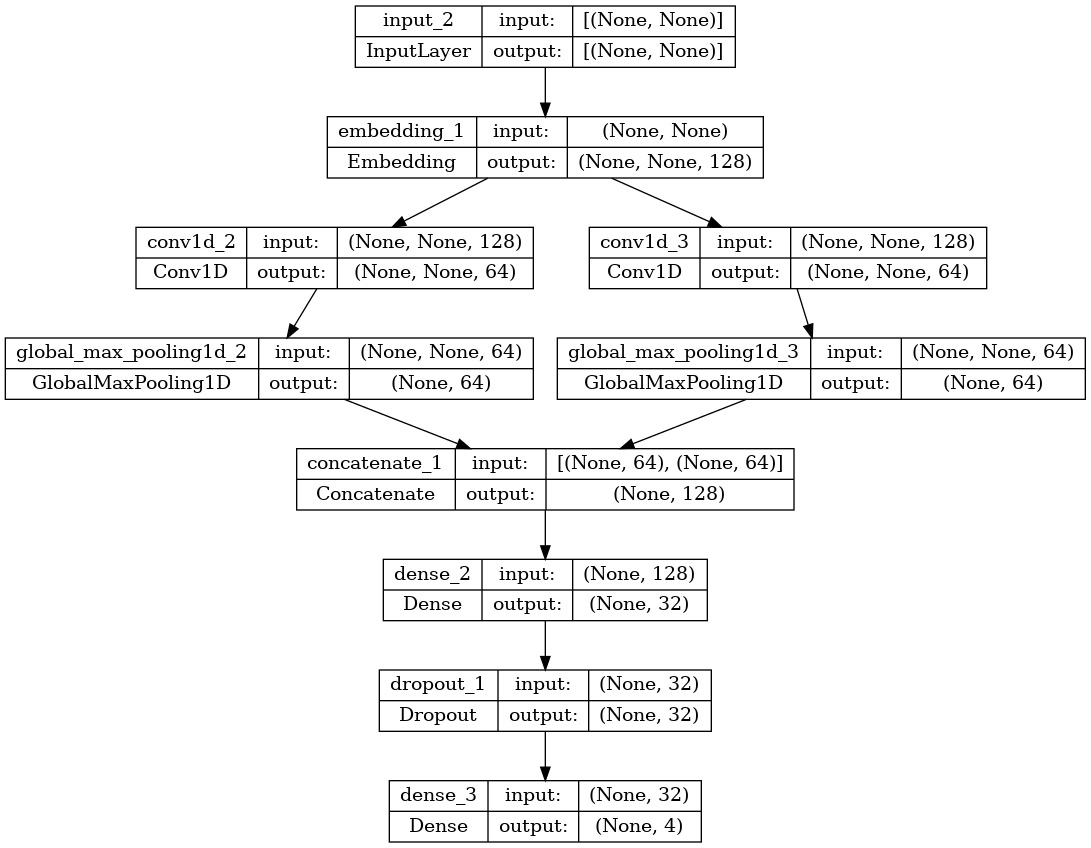 input_2 input: [(None, None)]
InputLayer output: [(None, None)]
embedding_1 input: (None, None)
Embedding output: (None, None, 128)
conv1d_2 input: (None, None, 128)
Conv1D output: (None, None, 64)
conv1d_3 input: (None, None, 128)
Conv1D output: (None, None, 64)
global_max_pooling1d_2 input: (None, None, 64)
GlobalMaxPooling1D output: (None, 64)
global_max_pooling1d_3 input: (None, None, 64)
GlobalMaxPooling1D output: (None, 64)
concatenate_1 input: [(None, 64), (None, 64)]
Concatenate output: (None, 128)
dense_2 input: (None, 128)
Dense output: (None, 32)
dropout_1 input: (None, 32)
Dropout output: (None, 32)
dense_3 input: (None, 32)
Dense output: (None, 4)